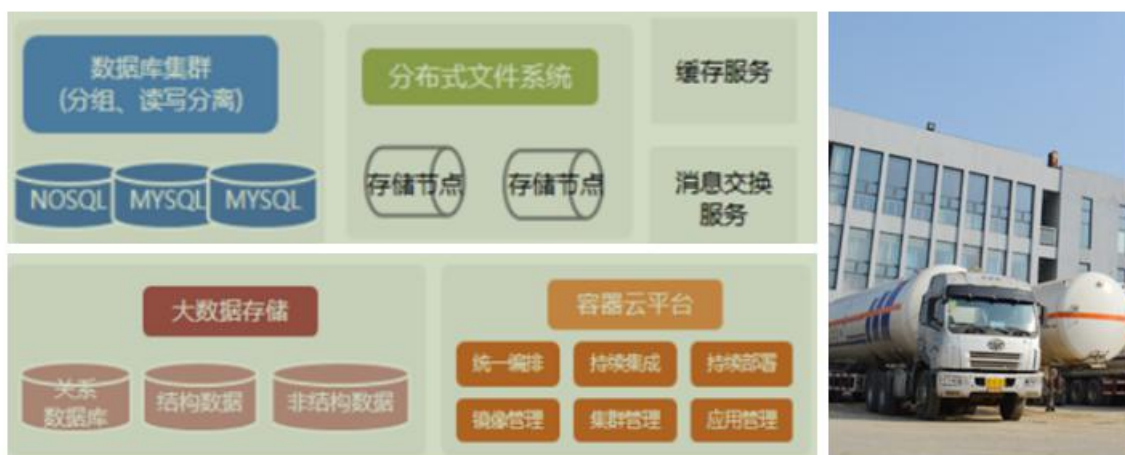 数据库集群
(分组、读写分离)
NOSQL
MYSQL
MYSQL
分布式文件系统
存储节点
存储节点
缓存服务
消息交换
服务
大数据存储
关系
数据库
结构数据
非结构数据
容器云平台
统一编排
持续集成
持续部署
镜像管理
集群管理
应用管理